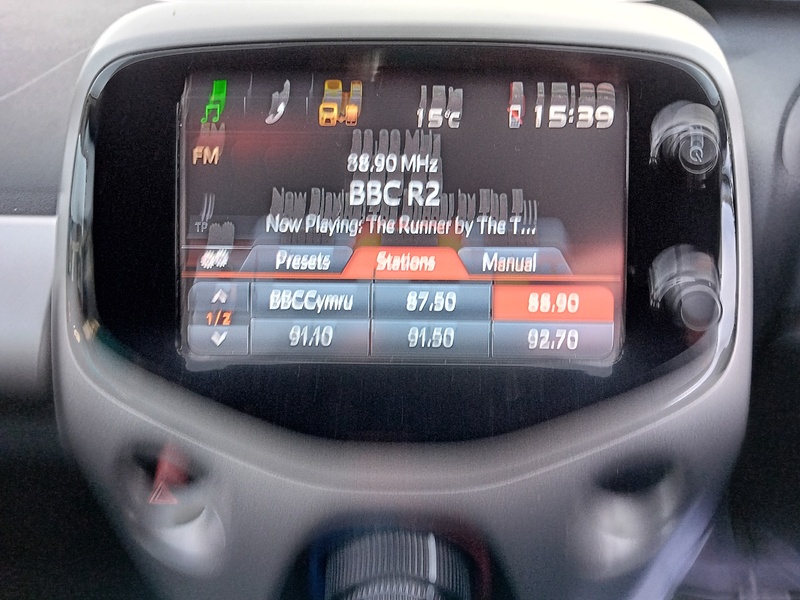 15°C 15:39
FM
88.90 MHz
BBC R2
TP
Now Playing: The Runner by The T...
Presets Stations Manual
BBCCymru 87.50 88.90
1/2
91.10 91.50 92.70